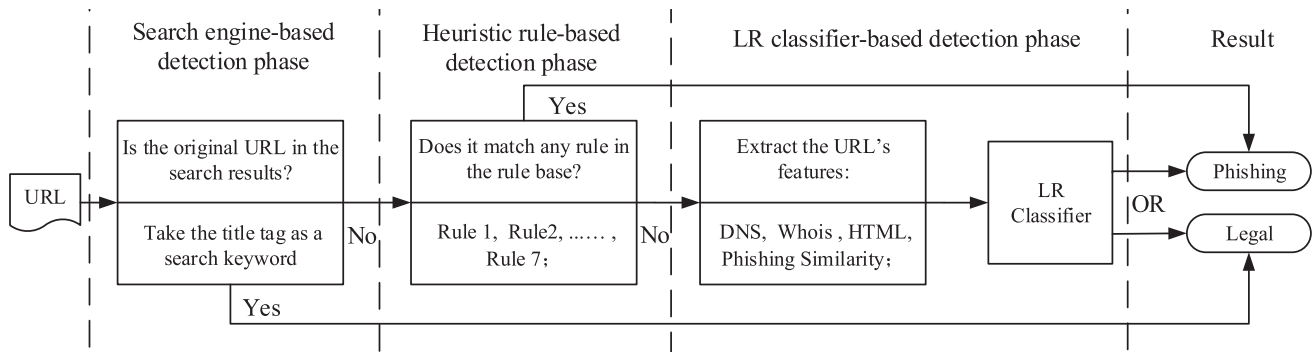 Search engine-based
detection phase
Heuristic rule-based
detection phase
LR classifier-based detection phase
Result
Yes
Is the original URL in the
search results?
Does it match any rule in
the rule base?
Extract the URL’s
features:
Phishing
URL
LR
Classifier
OR
Take the title tag as a
search keyword
No
Rule 1, Rule2, ...... ,
Rule 7;
No
DNS, Whois , HTML,
Phishing Similarity;
Legal
Yes